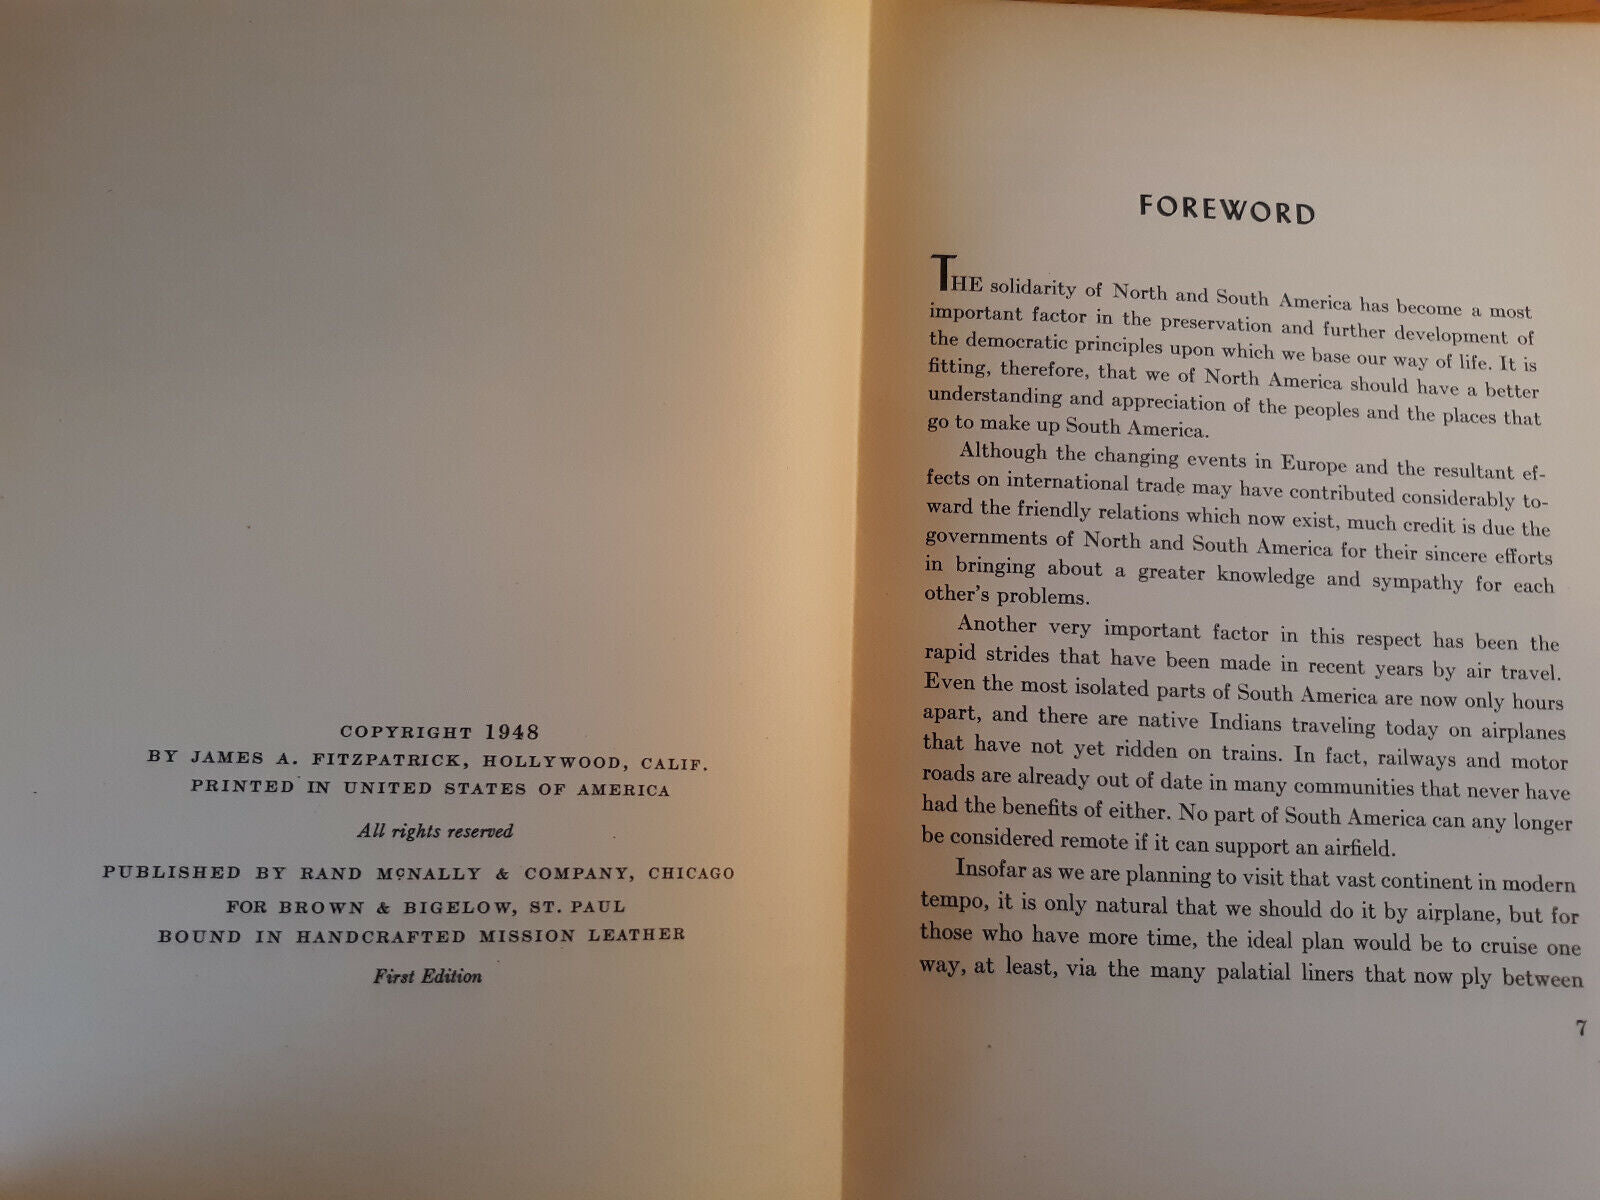 COPYRIGHT 1948
BY JAMES A. FITZPATRICK, HOLLYWOOD, CALIF.
PRINTED IN UNITED STATES OF AMERICA
All rights reserved
PUBLISHED BY RAND MCNALLY & COMPANY, CHICAGO
FOR BROWN & BIGELOW, ST. PAUL
BOUND IN HANDCRAFTED MISSION LEATHER
First Edition
FOREWORD
THE solidarity of North and South America has become a most
important factor in the preservation and further development of
the democratic principles upon which we base our way of life. It is
fitting, therefore, that we of North America should have a better
understanding and appreciation of the peoples and the places that
go to make up South America.
Although the changing events in Europe and the resultant ef-
fects on international trade may have contributed considerably to-
ward the friendly relations which now exist, much credit is due the
governments of North and South America for their sincere efforts
in bringing about a greater knowledge and sympathy for each
other's problems.
Another very important factor in this respect has been the
rapid strides that have been made in recent years by air travel.
Even the most isolated parts of South America are now only hours
apart, and there are native Indians traveling today on airplanes
that have not yet ridden on trains. In fact, railways and motor
roads are already out of date in many communities that never have
had the benefits of either. No part of South America can any longer
be considered remote if it can support an airfield.
Insofar as we are planning to visit that vast continent in modern
tempo, it is only natural that we should do it by airplane, but for
those who have more time, the ideal plan would be to cruise one
way, at least, via the many palatial liners that now ply between
7